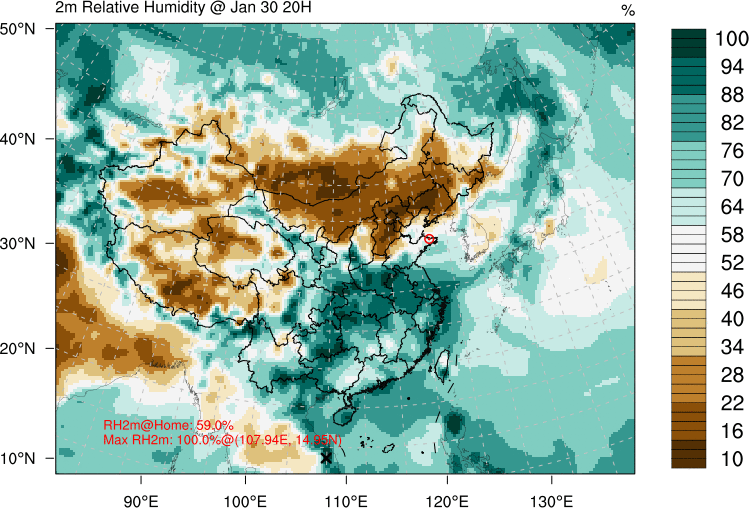 2m Relative Humidity @ Jan 30 20H
%
50°N
40°N
30°N
20°N
10°N
90°E
100°E
110°E
120°E
130°E
100
94
88
82
76
70
64
58
52
46
40
34
28
22
16
10
RH2m@Home: 59.0%
Max RH2m: 100.0%@(107.94E, 14.95N)